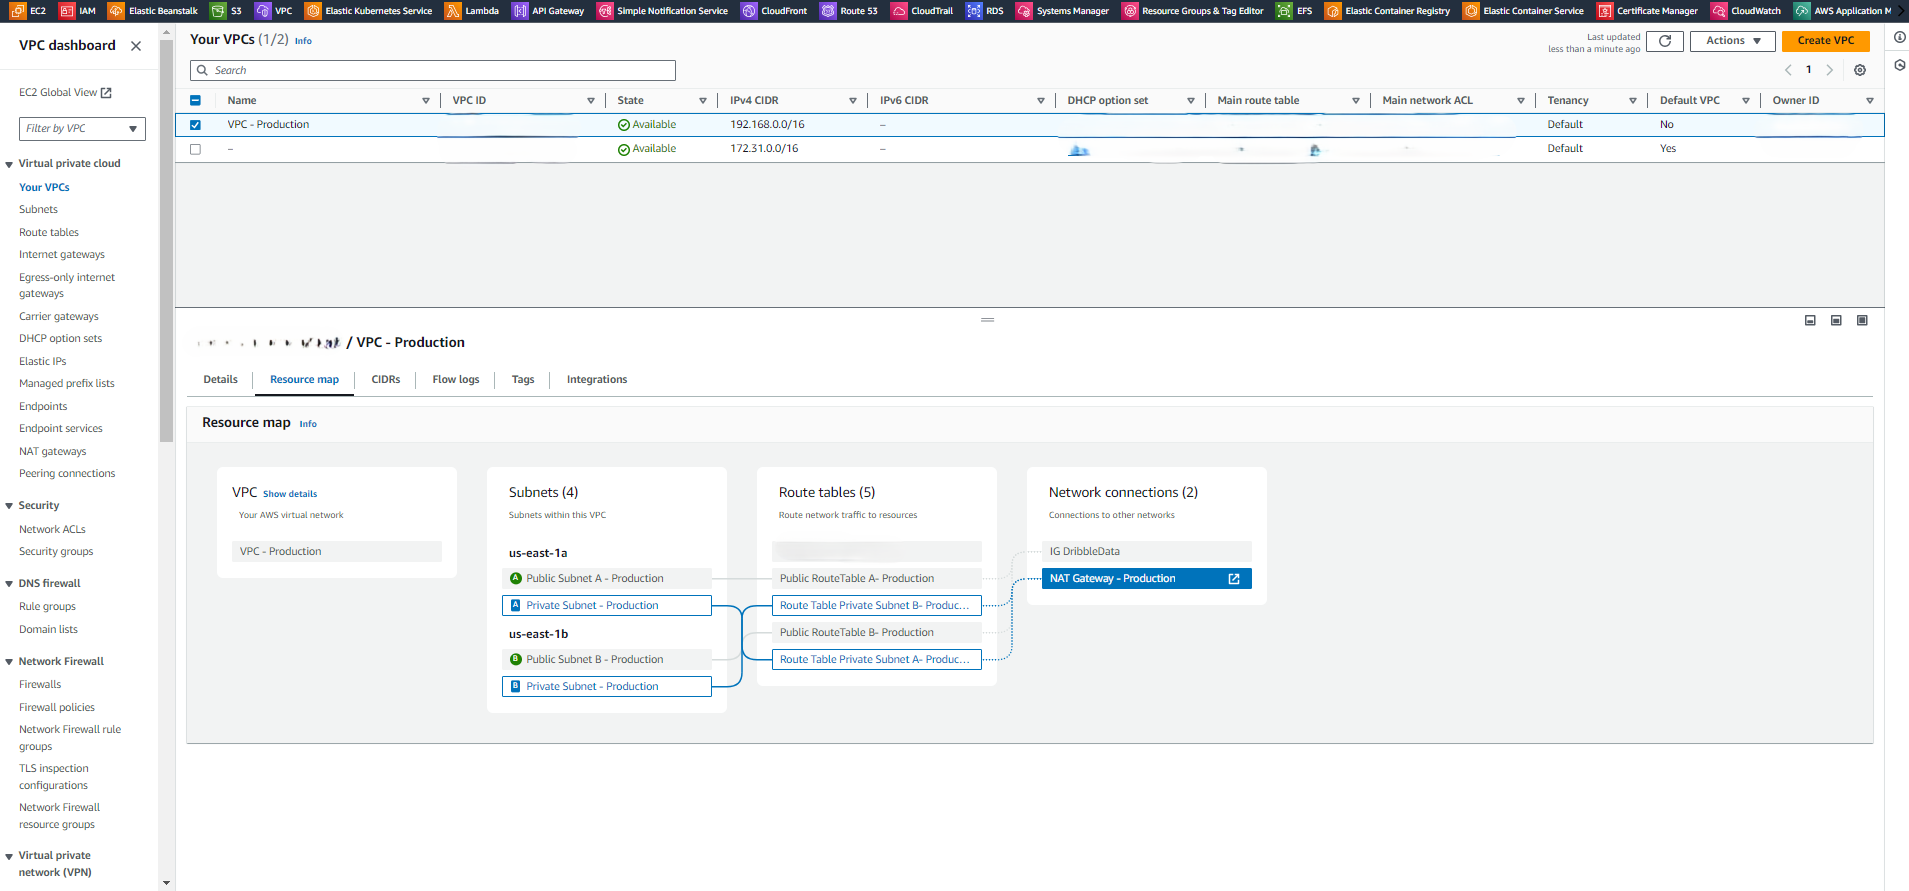 EC2 IAM Elastic Beanstalk S3 VPC Elastic Kubernetes Service Lambda API Gateway Simple Notification Service CloudFront Route 53 CloudTrail RDS Systems Manager Resource Groups & Tag Editor EFS Elastic Container Registry Elastic Container Service Certificate Manager CloudWatch AWS Application M
VPC dashboard
EC2 Global View
Filter by VPC
Virtual private cloud
Your VPCs
Subnets
Route tables
Internet gateways
Egress-only internet
gateways
Carrier gateways
DHCP option sets
Elastic IPs
Managed prefix lists
Endpoints
Endpoint services
NAT gateways
Peering connections
Security
Network ACLs
Security groups
DNS firewall
Rule groups
Domain lists
Network Firewall
Firewalls
Firewall policies
Network Firewall rule
groups
TLS inspection
configurations
Network Firewall
resource groups
Virtual private
network (VPN)
Your VPCs (1/2) Info
Last updated
less than a minute ago
Actions
Create VPC
Search
1
Name VPC ID State IPv4 CIDR IPv6 CIDR DHCP option set Main route table Main network ACL Tenancy Default VPC Owner ID
VPC - Production Available 192.168.0.0/16 – Default No
– Available 172.31.0.0/16 – Default Yes
/ VPC - Production
Details Resource map CIDRs Flow logs Tags Integrations
Resource map Info
VPC Show details
Your AWS virtual network
VPC - Production
Subnets (4)
Subnets within this VPC
us-east-1a
A Public Subnet A - Production
A Private Subnet - Production
us-east-1b
B Public Subnet B - Production
B Private Subnet - Production
Route tables (5)
Route network traffic to resources
Public RouteTable A- Production
Route Table Private Subnet B- Produc...
Public RouteTable B- Production
Route Table Private Subnet A- Produc...
Network connections (2)
Connections to other networks
IG DribbleData
NAT Gateway - Production